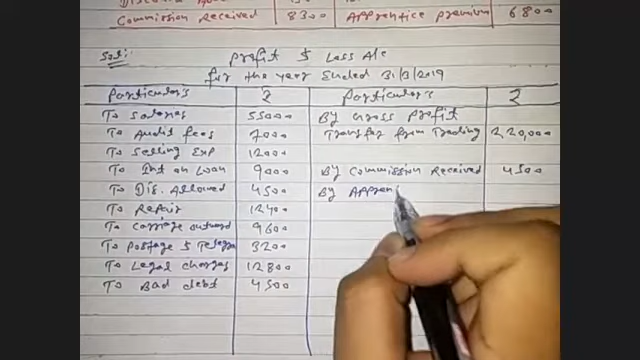 Commission Received 8300 Apprentice premium 6800
Sol:
Profit & Loss A/c
for the year Ended 31/3/2019
Particular's ₹ Particular's ₹
To Salaries 55000 By Gross Profit
To Audit fees 7000 Transfer from Trading 2,20,000
To Selling Exp 12000
To Int on Loan 9000 By Commission Received 4500
To Dis. Allowed 4500 By Appren
To Repair 12400
To Carriage outward 9600
To Postage & Telegra 3200
To Legal charges 12800
To Bad debt 4500